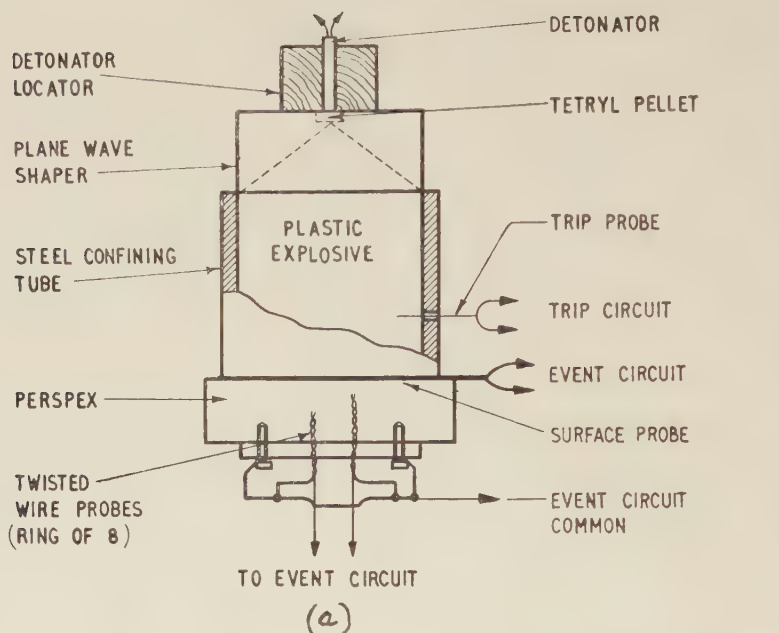 DETONATOR
DETONATOR
LOCATOR
TETRYL PELLET
PLANE WAVE
SHAPER
PLASTIC
EXPLOSIVE
TRIP PROBE
STEEL CONFINING
TUBE
TRIP CIRCUIT
EVENT CIRCUIT
PERSPEX
SURFACE PROBE
TWISTED
WIRE PROBES
(RING OF 8)
EVENT CIRCUIT
COMMON
TO EVENT CIRCUIT
(a)